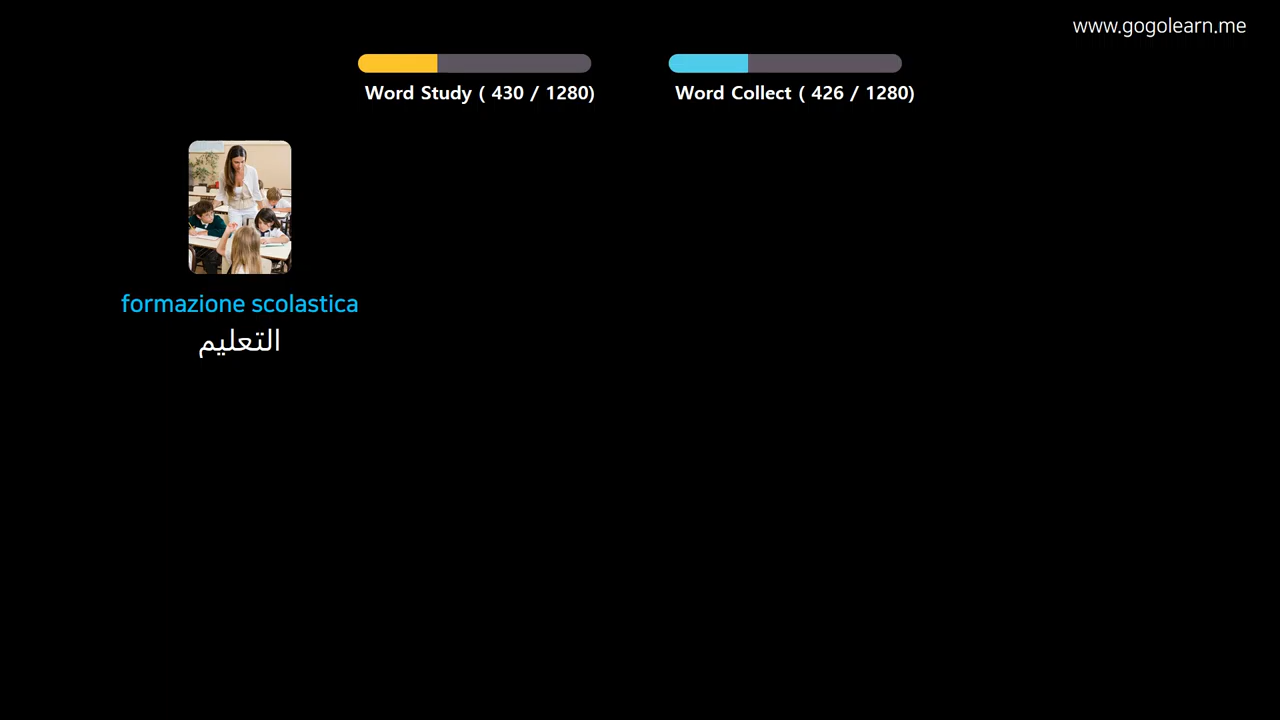 www.gogolearn.me
Word Study ( 430 / 1280)
Word Collect ( 426 / 1280)
formazione scolastica
التعليم